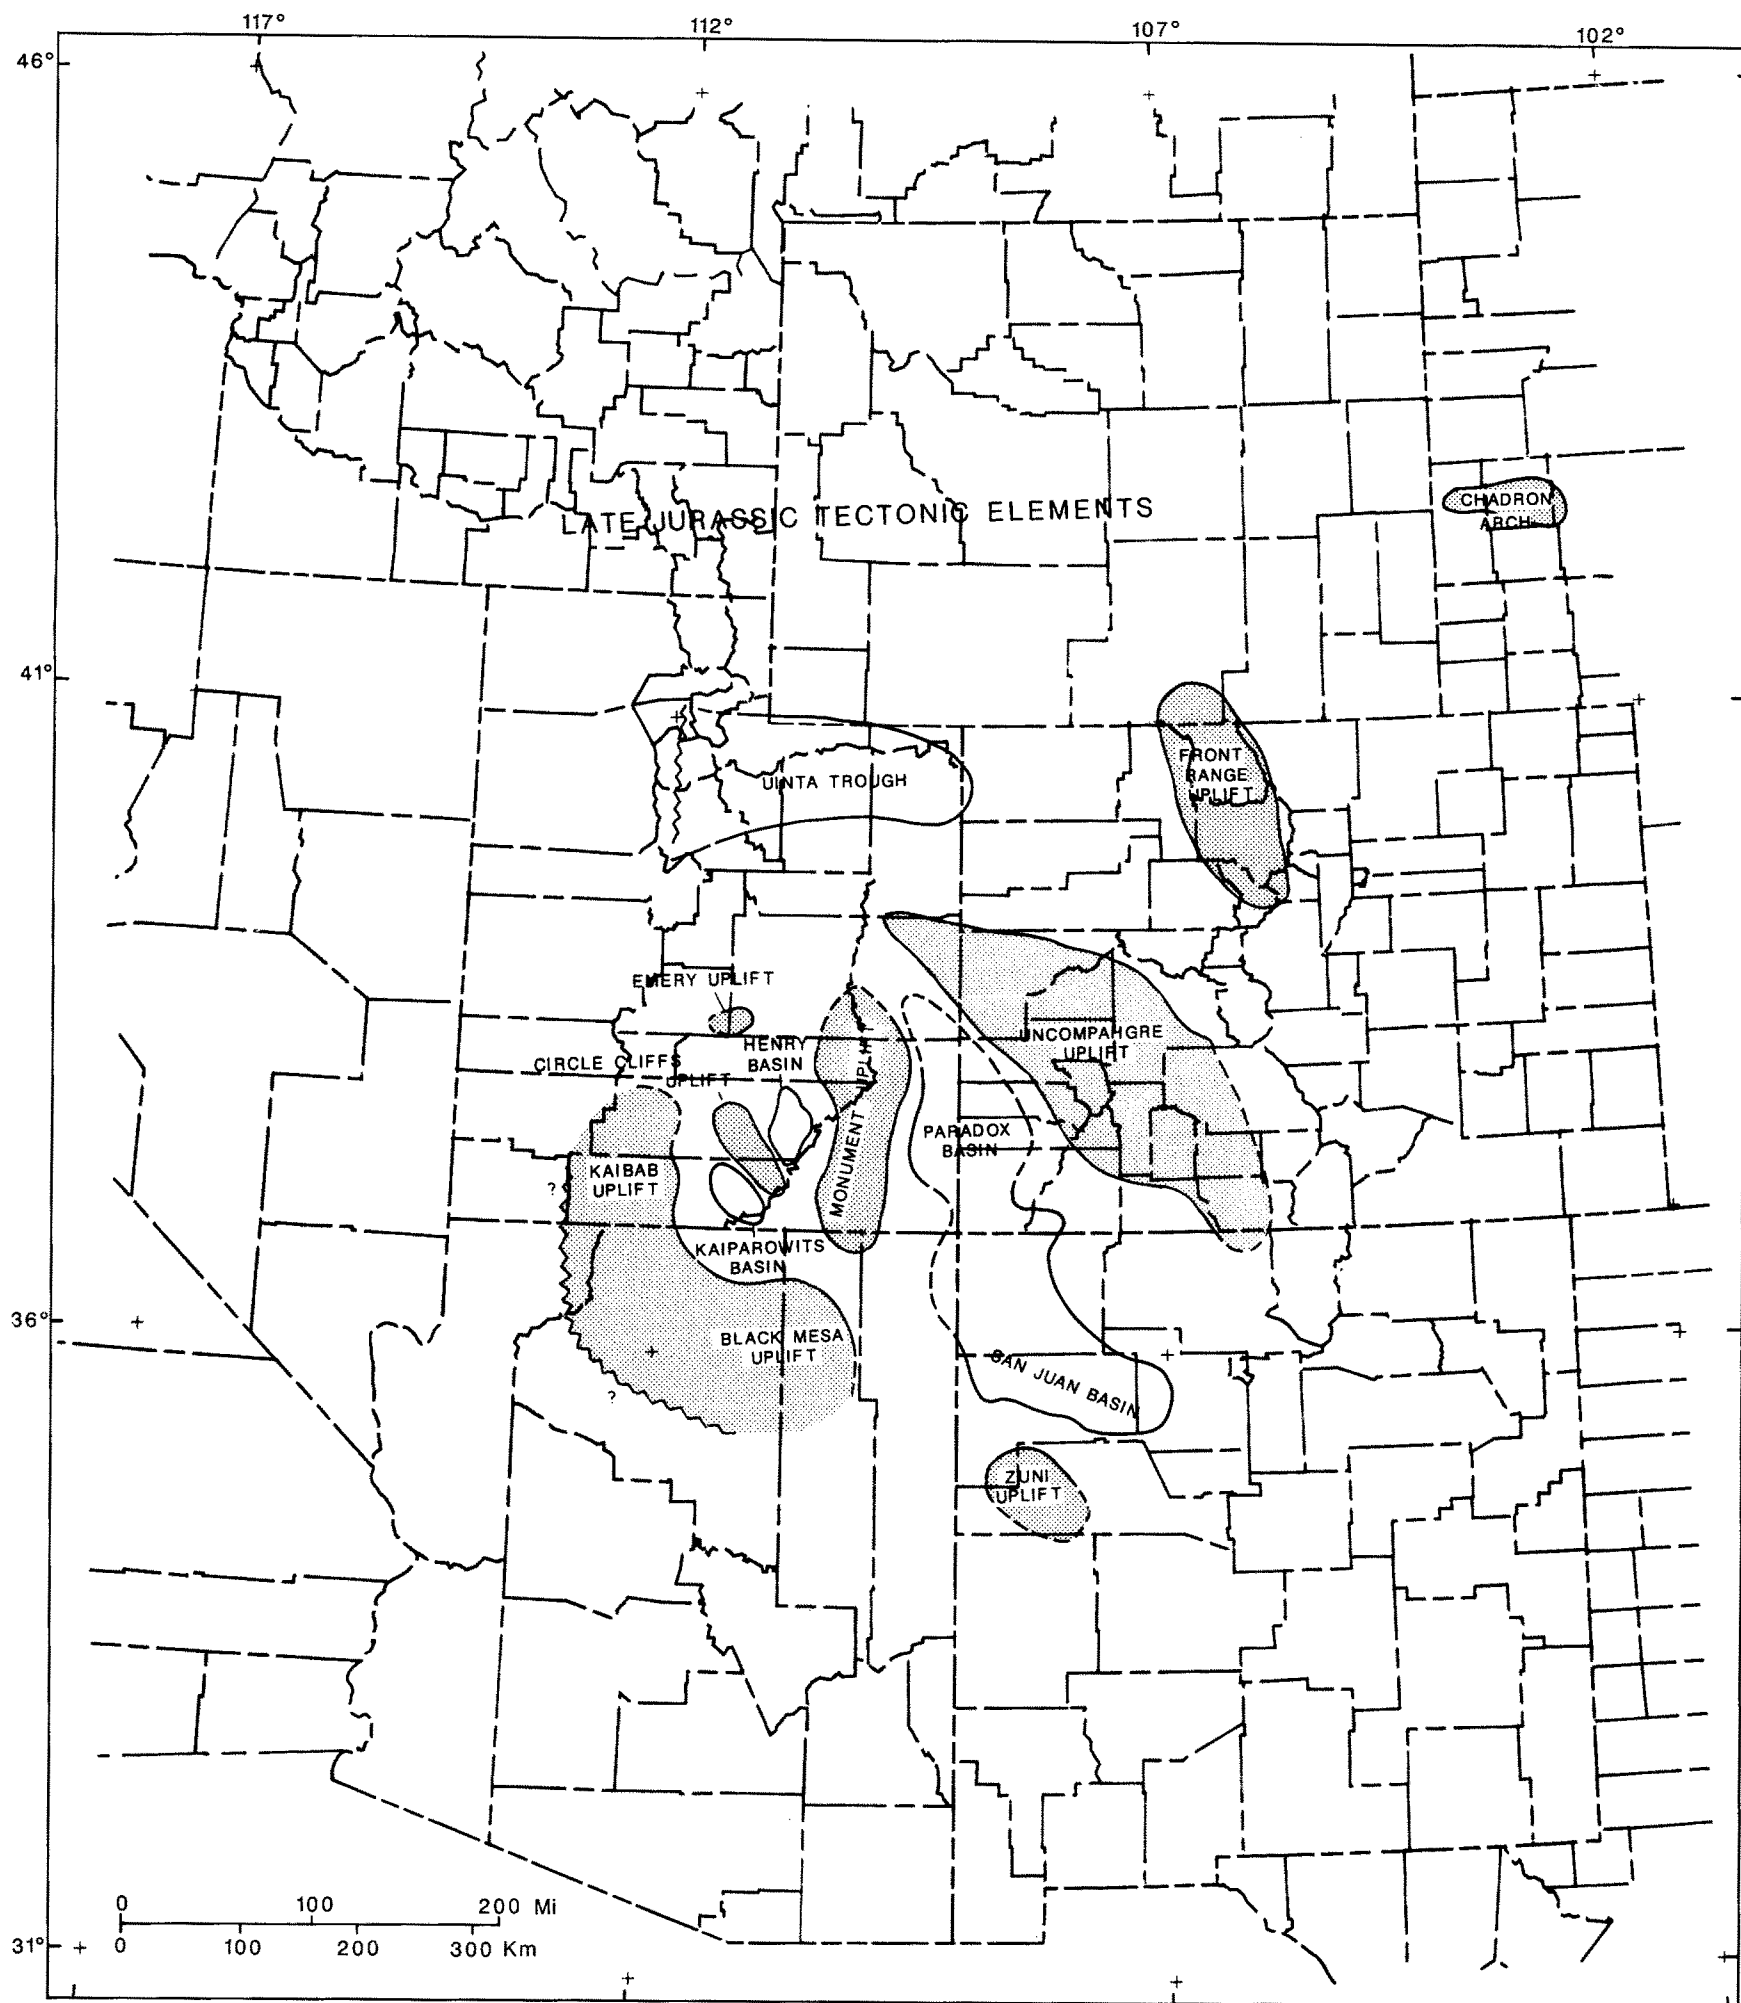 117°
112°
107°
102°
46°
CHADRON
ARCH
LATE JURASSIC TECTONIC ELEMENTS
41°
FRONT
RANGE
UPLIFT
UINTA TROUGH
EMERY UPLIFT
UNCOMPAHGRE
UPLIFT
HENRY
BASIN
CIRCLE CLIFFS
UPLIFT
MONUMENT UPLIFT
PARADOX
BASIN
KAIBAB
UPLIFT
?
KAIPAROWITS
BASIN
36°
BLACK MESA
UPLIFT
?
SAN JUAN BASIN
ZUNI
UPLIFT
0 100 200 Mi
0 100 200 300 Km
31°